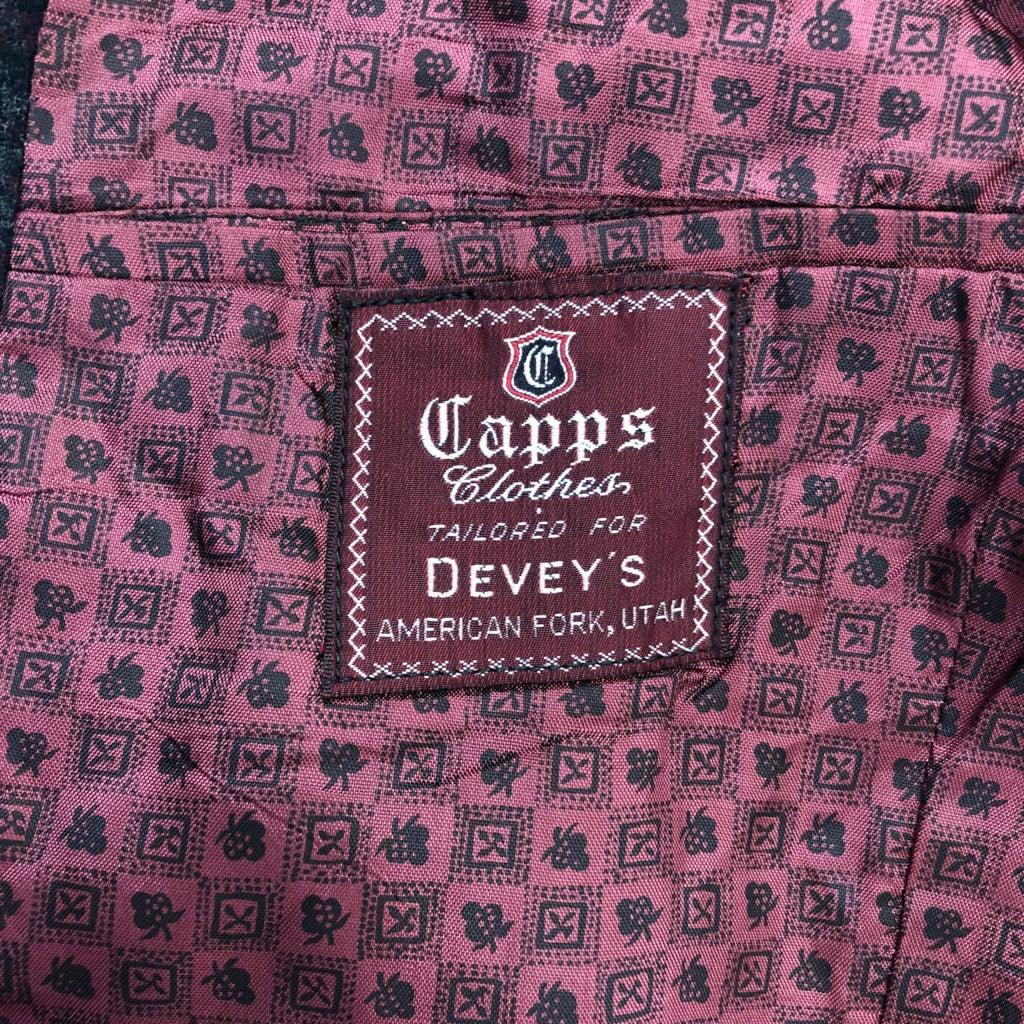 C
Capps
Clothes
TAILORED FOR
DEVEY'S
AMERICAN FORK, UTAH